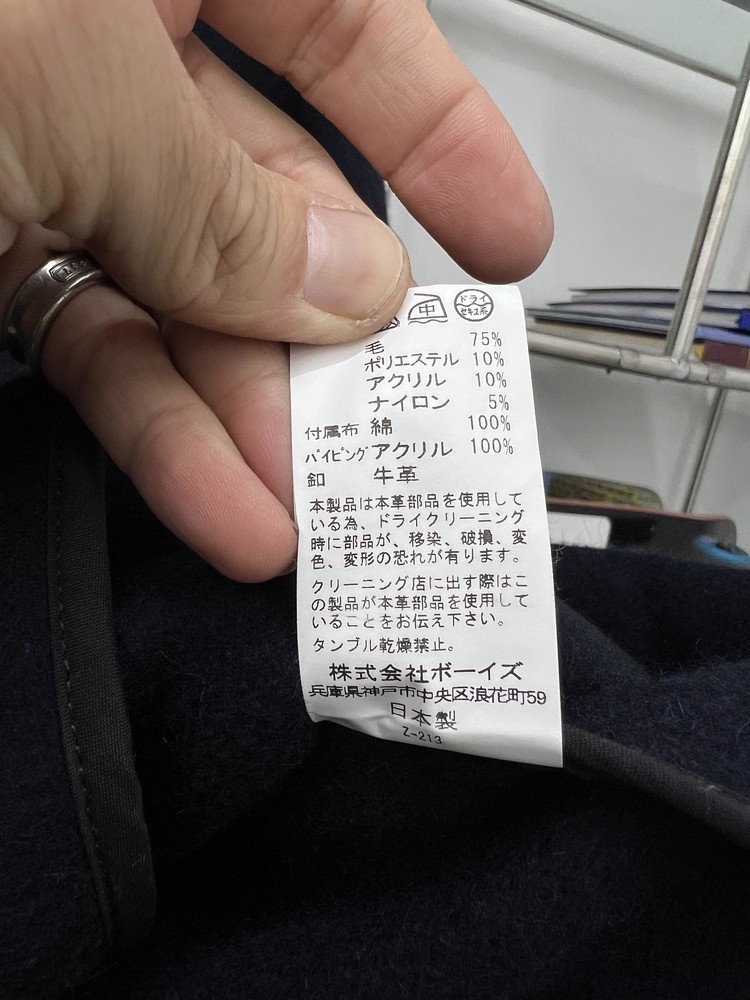 中
ドライ
セキユ系
毛 75%
ポリエステル 10%
アクリル 10%
ナイロン 5%
付属布 綿 100%
パイピング アクリル 100%
釦 牛革
本製品は本革部品を使用して
いる為、ドライクリーニング
時に部品が、移染、破損、変
色、変形の恐れが有ります。
クリーニング店に出す際はこ
の製品が本革部品を使用して
いることをお伝え下さい。
タンブル乾燥禁止。
株式会社ボーイズ
兵庫県神戸市中央区浪花町59
日本製
Z-213